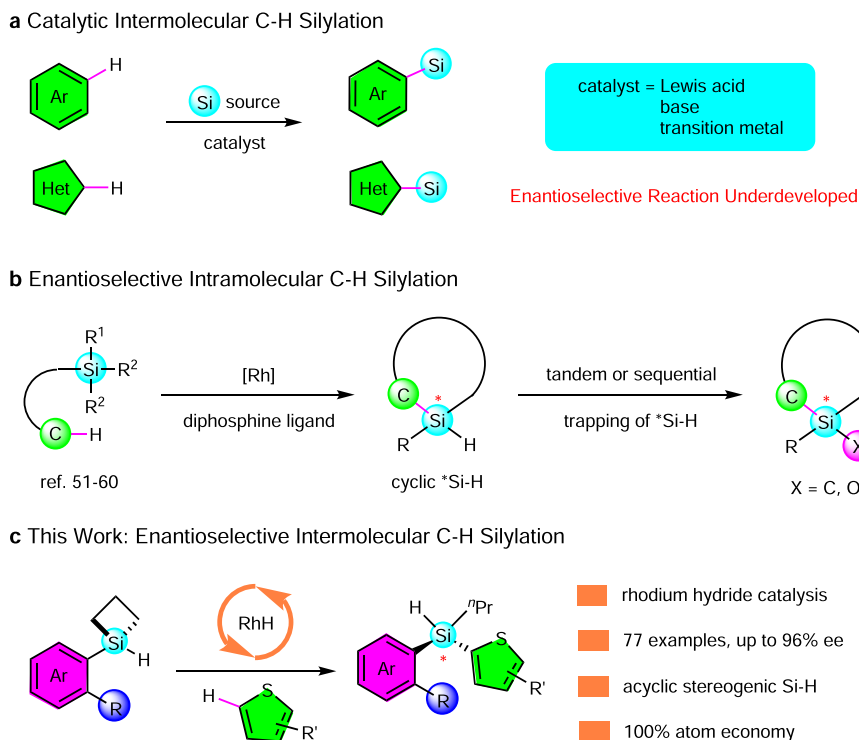 a Catalytic Intermolecular C-H Silylation
H
Ar
Si source
catalyst
Si
Ar
Het
H
Het
Si
catalyst = Lewis acid
base
transition metal
Enantioselective Reaction Underdeveloped
b Enantioselective Intramolecular C-H Silylation
R1
Si
R2
R2
C
H
ref. 51-60
[Rh]
diphosphine ligand
C
*
Si
R
H
cyclic *Si-H
tandem or sequential
trapping of *Si-H
C
*
Si
R
X
X = C, O
c This Work: Enantioselective Intermolecular C-H Silylation
Si
H
Ar
R
RhH
H
S
R'
H
nPr
Si
*
S
Ar
R
R'
rhodium hydride catalysis
77 examples, up to 96% ee
acyclic stereogenic Si-H
100% atom economy